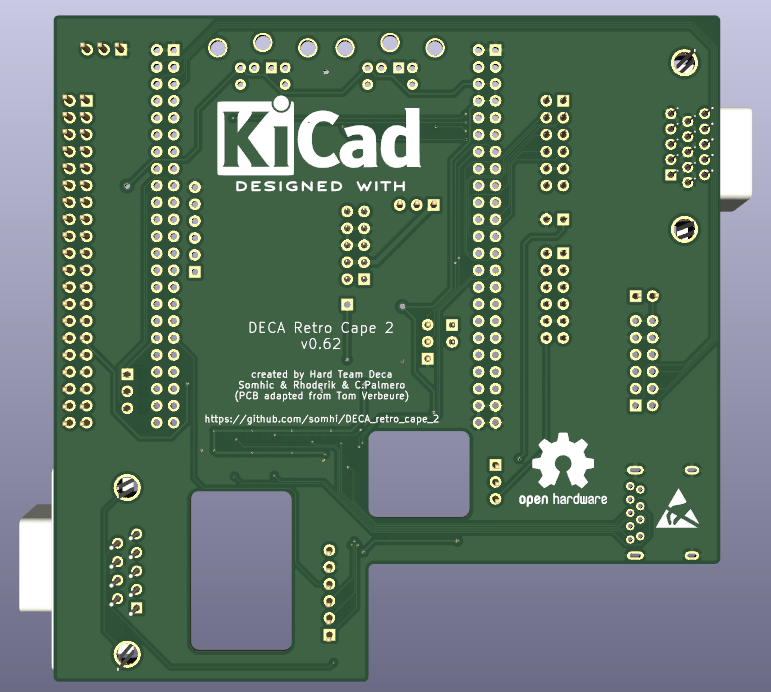 KiCad
DESIGNED WITH
DECA Retro Cape 2
v0.62
created by Hard Team Deca
Somhic & Rhoderik & C.Palmero
(PCB adapted from Tom Verbeure)
https://github.com/somhi/DECA_retro_cape_2
open hardware